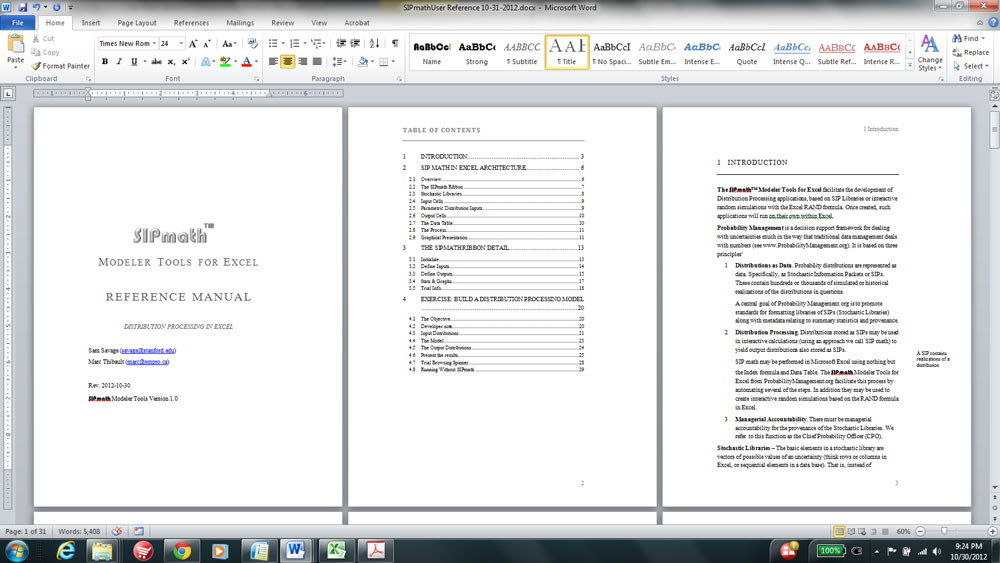 SIPmathUser Reference 10-31-2012.docx - Microsoft Word
File Home Insert Page Layout References Mailings Review View Acrobat
Paste
Cut
Copy
Format Painter
Clipboard
Times New Rom 24
Font
Paragraph
AaBbCc AaBbCc AABBCC AAB AaBbCcI AaBbCc AaBbCc AaBbCcL AaBbCc AABBCC AABBCC
Name Strong ¶ Subtitle ¶ Title ¶ No Spaci... Subtle Em... Intense E... Quote Intense Q... Subtle Ref... Intense R...
Styles
Change Styles
Find
Replace
Select
Editing
SIPmath™
MODELER TOOLS FOR EXCEL
REFERENCE MANUAL
DISTRIBUTION PROCESSING IN EXCEL
Sam Savage (savage@stanford.edu)
Marc Thibault (marc@smpro.ca)
Rev. 2012-10-30
SIPmath Modeler Tools Version 1.0
TABLE OF CONTENTS
1 INTRODUCTION 3
2 SIP MATH IN EXCEL ARCHITECTURE 6
2.1 Overview 6
2.2 The SIPmath Ribbon 7
2.3 Stochastic Libraries 8
2.4 Input Cells 9
2.5 Parametric Distribution Inputs 9
2.6 Output Cells 10
2.7 The Data Table 10
2.8 The Process 11
2.9 Graphical Presentation 11
3 THE SIPMATH RIBBON DETAIL 13
3.1 Initialize 13
3.2 Define Inputs 14
3.3 Define Outputs 15
3.4 Stats & Graphs 17
3.5 Trial Info 18
4 EXERCISE: BUILD A DISTRIBUTION PROCESSING MODEL
20
4.1 The Objective 20
4.2 Developer note 20
4.3 Input Distributions 21
4.4 The Model 23
4.5 The Output Distributions 24
4.6 Present the results 25
4.7 Trial Browsing Spinner 28
4.8 Running Without SIPmath 29
2
1 Introduction
1 INTRODUCTION
The SIPmath™ Modeler Tools for Excel facilitate the development of
Distribution Processing applications, based on SIP Libraries or interactive
random simulations with the Excel RAND formula. Once created, such
applications will run on their own within Excel.
Probability Management is a decision support framework for dealing
with uncertainties much in the way that traditional data management deals
with numbers (see www.ProbabilityManagement.org). It is based on three
principles
1 Distributions as Data. Probability distributions are represented as
data. Specifically, as Stochastic Information Packets or SIPs.
These contain hundreds or thousands of simulated or historical
realizations of the distributions in questions.
A central goal of ProbabilityManagement.org is to promote
standards for formatting libraries of SIPs (Stochastic Libraries)
along with metadata relating to summary statistics and provenance.
2 Distribution Processing. Distributions stored as SIPs may be used
in interactive calculations (using an approach we call SIP math) to
yield output distributions also stored as SIPs.
SIP math may be performed in Microsoft Excel using nothing but
the Index formula and Data Table. The SIPmath Modeler Tools for
Excel from ProbabilityManagement.org facilitate this process by
automating several of the steps. In addition they may be used to
create interactive random simulations based on the RAND formula
in Excel.
3 Managerial Accountability. There must be managerial
accountability for the provenance of the Stochastic Libraries. We
refer to this function as the Chief Probability Officer (CPO).
Stochastic Libraries – The basic elements in a stochastic library are
vectors of possible values of an uncertainty (think rows or columns in
Excel, or sequential elements in a data base). That is, instead of
A SIP contains
realizations of a
distribution
3
Page: 1 of 31 Words: 5,408
60%
100%
9:24 PM
10/30/2012